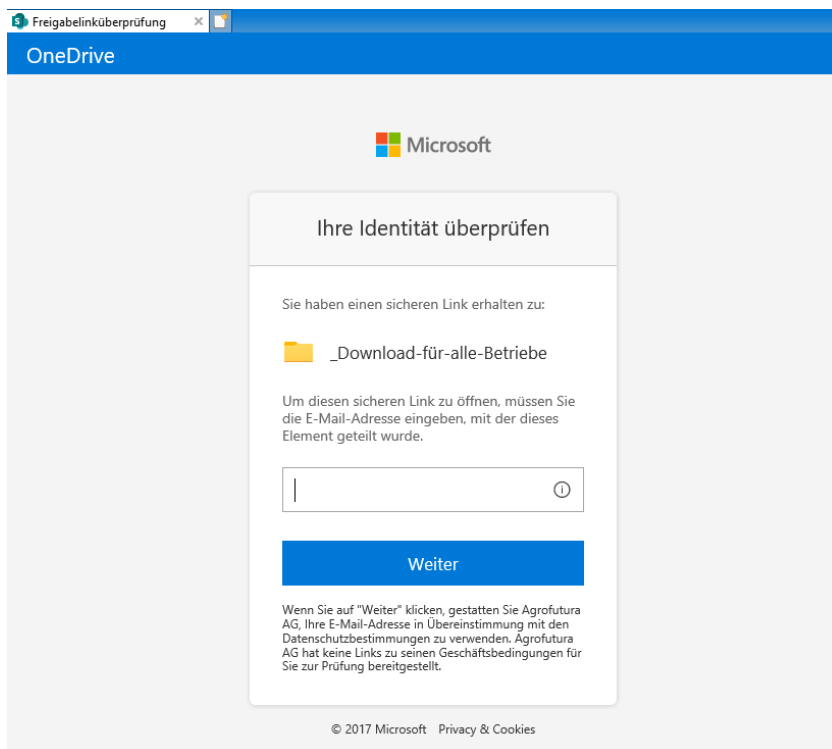 Freigabelinküberprüfung
OneDrive
Microsoft
Ihre Identität überprüfen
Sie haben einen sicheren Link erhalten zu:
_Download-für-alle-Betriebe
Um diesen sicheren Link zu öffnen, müssen Sie
die E-Mail-Adresse eingeben, mit der dieses
Element geteilt wurde.
Weiter
Wenn Sie auf "Weiter" klicken, gestatten Sie Agrofutura
AG, Ihre E-Mail-Adresse in Übereinstimmung mit den
Datenschutzbestimmungen zu verwenden. Agrofutura
AG hat keine Links zu seinen Geschäftsbedingungen für
Sie zur Prüfung bereitgestellt.
© 2017 Microsoft Privacy & Cookies